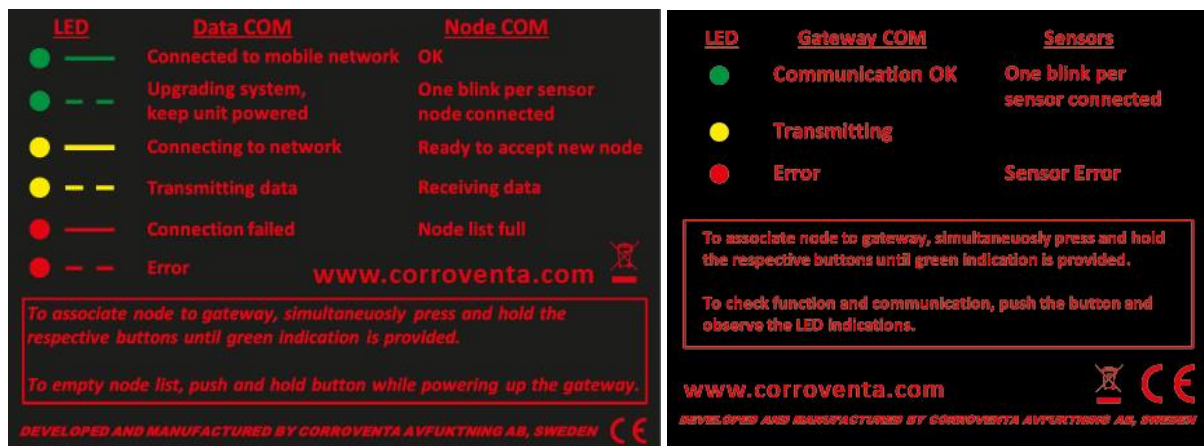 LED Data COM Node COM
Connected to mobile network OK
Upgrading system, One blink per sensor
keep unit powered node connected
Connecting to network Ready to accept new node
Transmitting data Receiving data
Connection failed Node list full
Error www.corroventa.com
To associate node to gateway, simultaneuosly press and hold the
respective buttons until green indication is provided.
To empty node list, push and hold button while powering up the gateway.
DEVELOPED AND MANUFACTURED BY CORROVENTA AVFUKTNING AB, SWEDEN CE
LED Gateway COM Sensors
Communication OK One blink per
sensor connected
Transmitting
Error Sensor Error
To associate node to gateway, simultaneuosly press and hold
the respective buttons until green indication is provided.
To check function and communication, push the button and
observe the LED indications.
www.corroventa.com CE
DEVELOPED AND MANUFACTURED BY CORROVENTA AVFUKTNING AB, SWEDEN